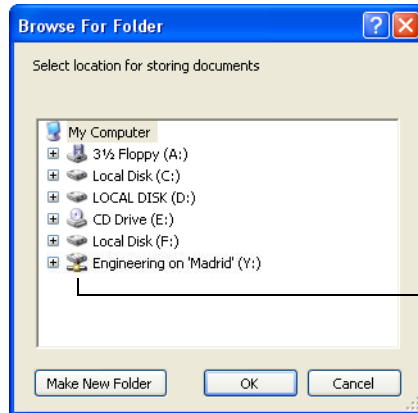 Browse For Folder
Select location for storing documents
My Computer
3½ Floppy (A:)
Local Disk (C:)
LOCAL DISK (D:)
CD Drive (E:)
Local Disk (F:)
Engineering on 'Madrid' (Y:)
Make New Folder OK Cancel